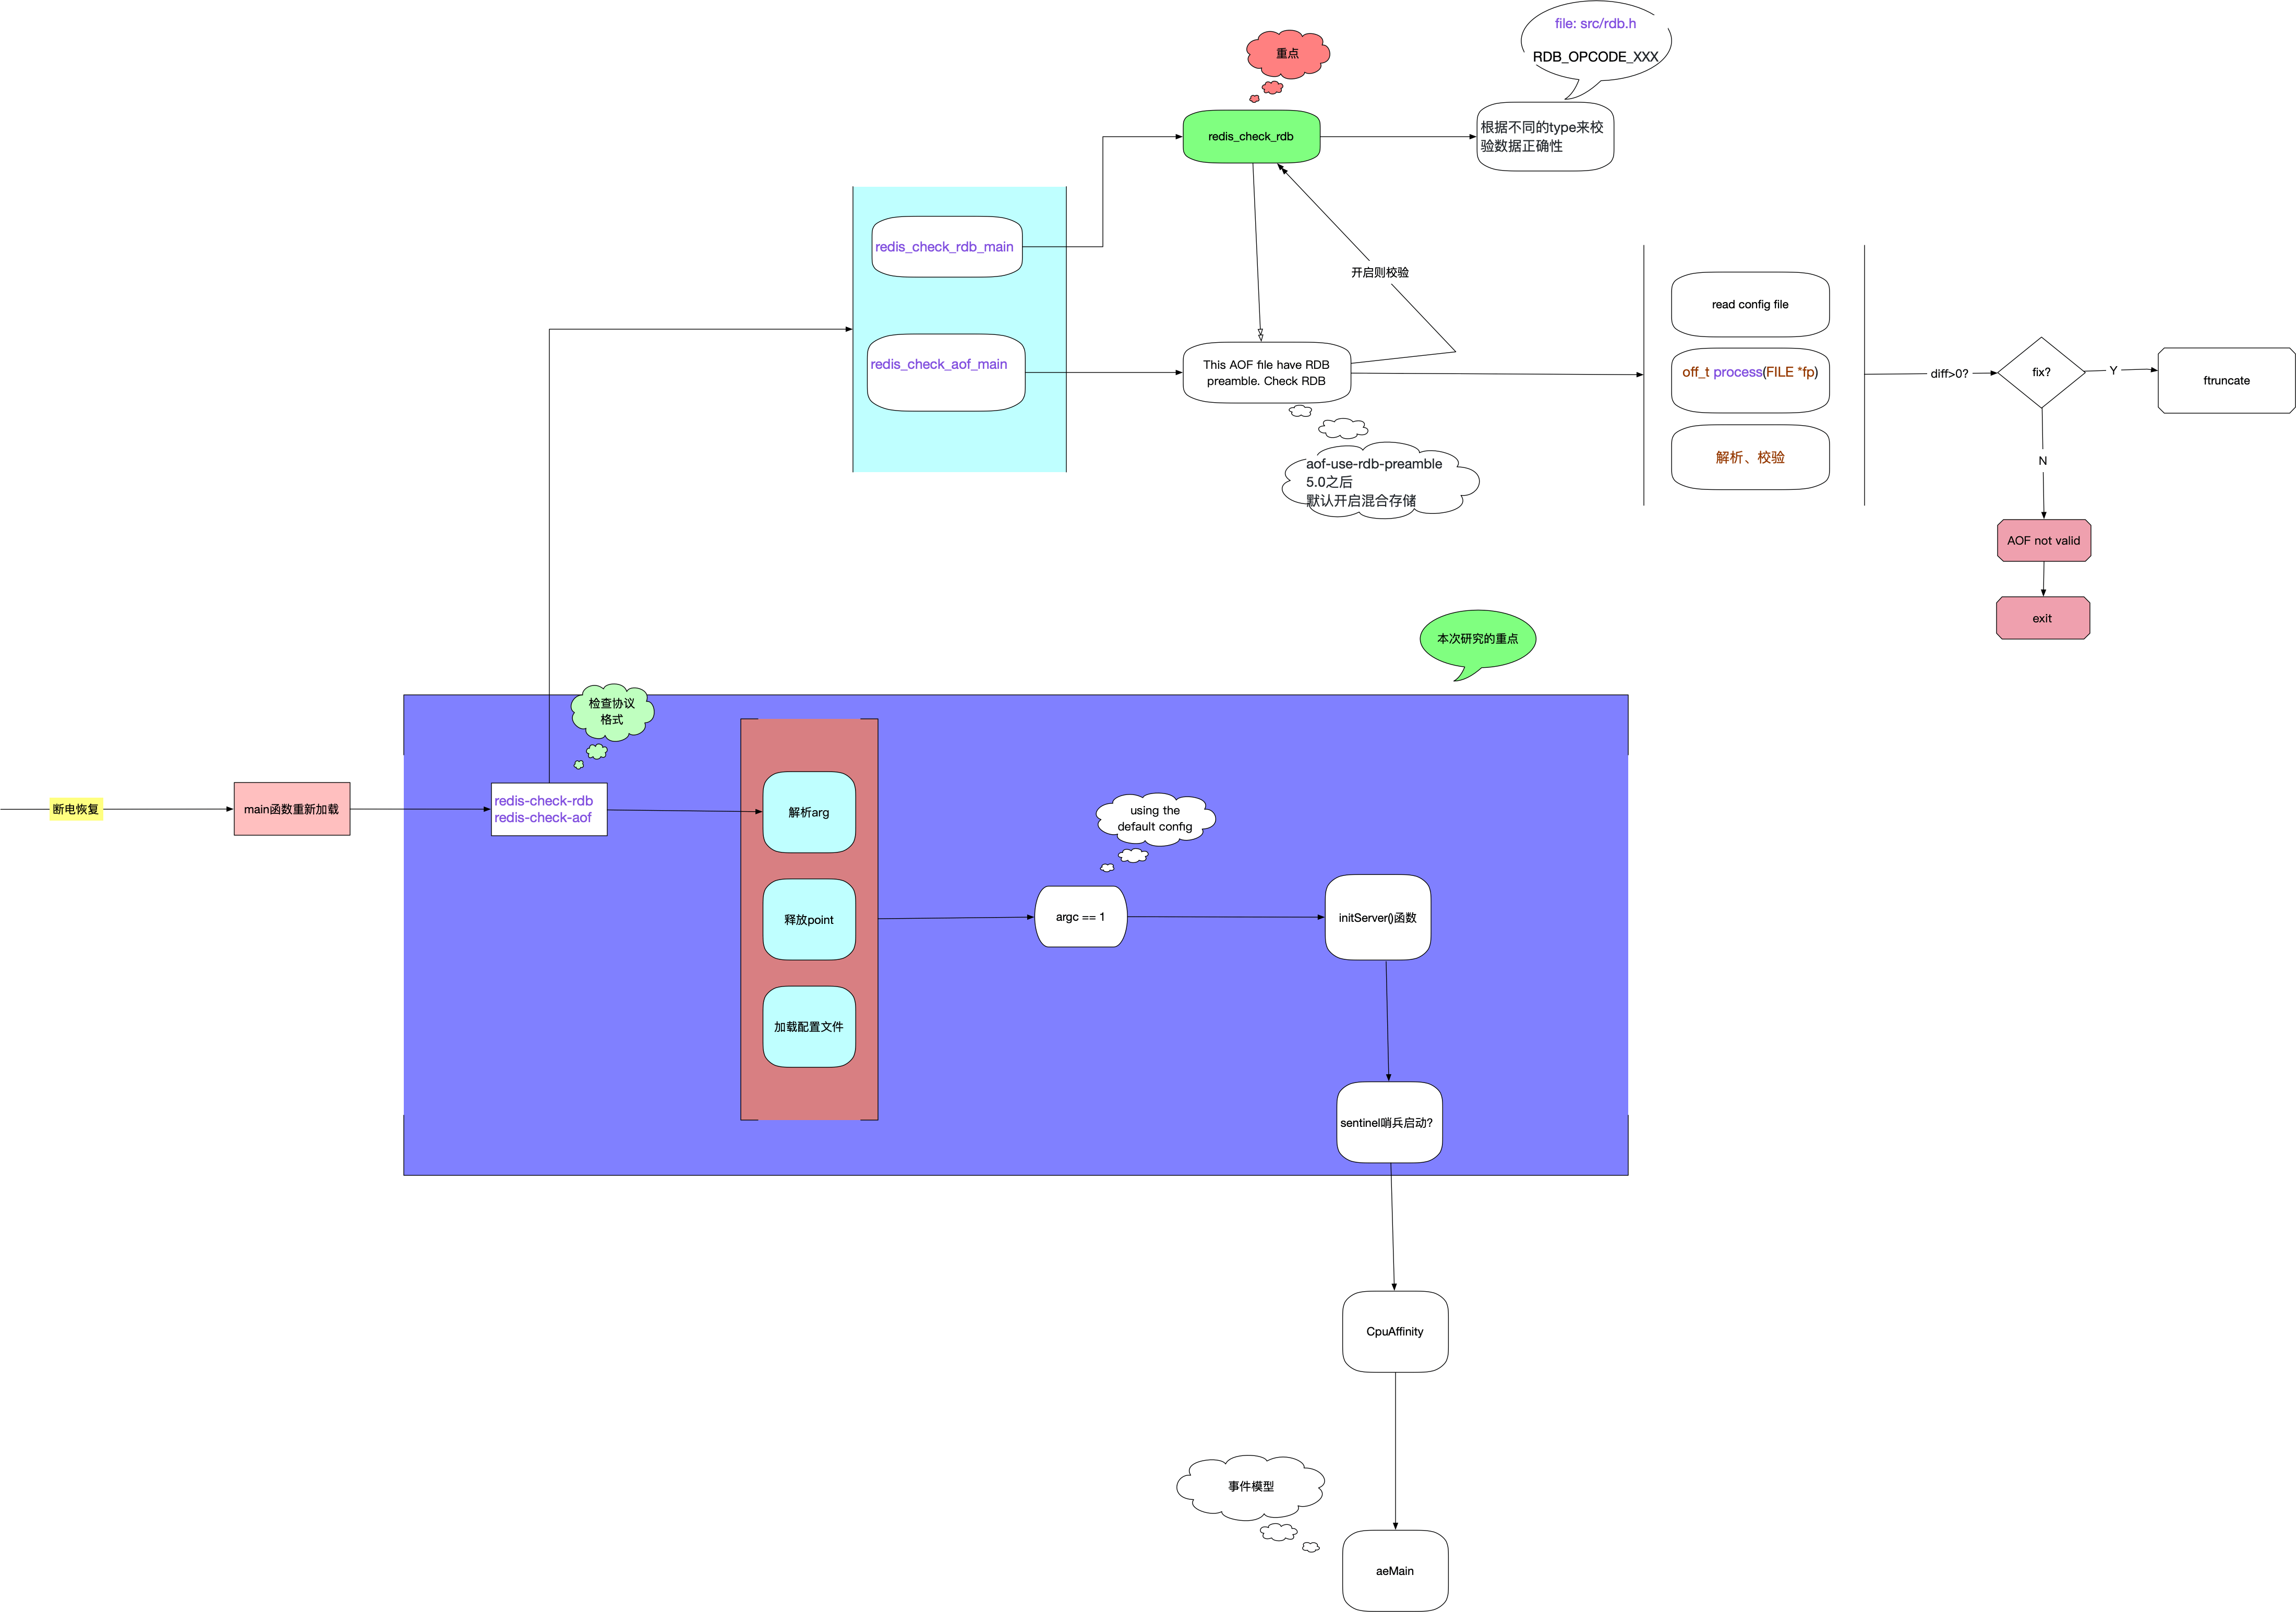 file: src/rdb.h
RDB_OPCODE_XXX
重点
redis_check_rdb
根据不同的type来校
验数据正确性
redis_check_rdb_main
开启则校验
redis_check_aof_main
This AOF file have RDB
preamble. Check RDB
aof-use-rdb-preamble
5.0之后
默认开启混合存储
read config file
off_t process(FILE *fp)
解析、校验
diff>0?
fix?
Y
ftruncate
N
AOF not valid
exit
本次研究的重点
检查协议
格式
断电恢复
main函数重新加载
redis-check-rdb
redis-check-aof
解析arg
释放point
加载配置文件
using the
default config
argc == 1
initServer()函数
sentinel哨兵启动?
CpuAffinity
事件模型
aeMain